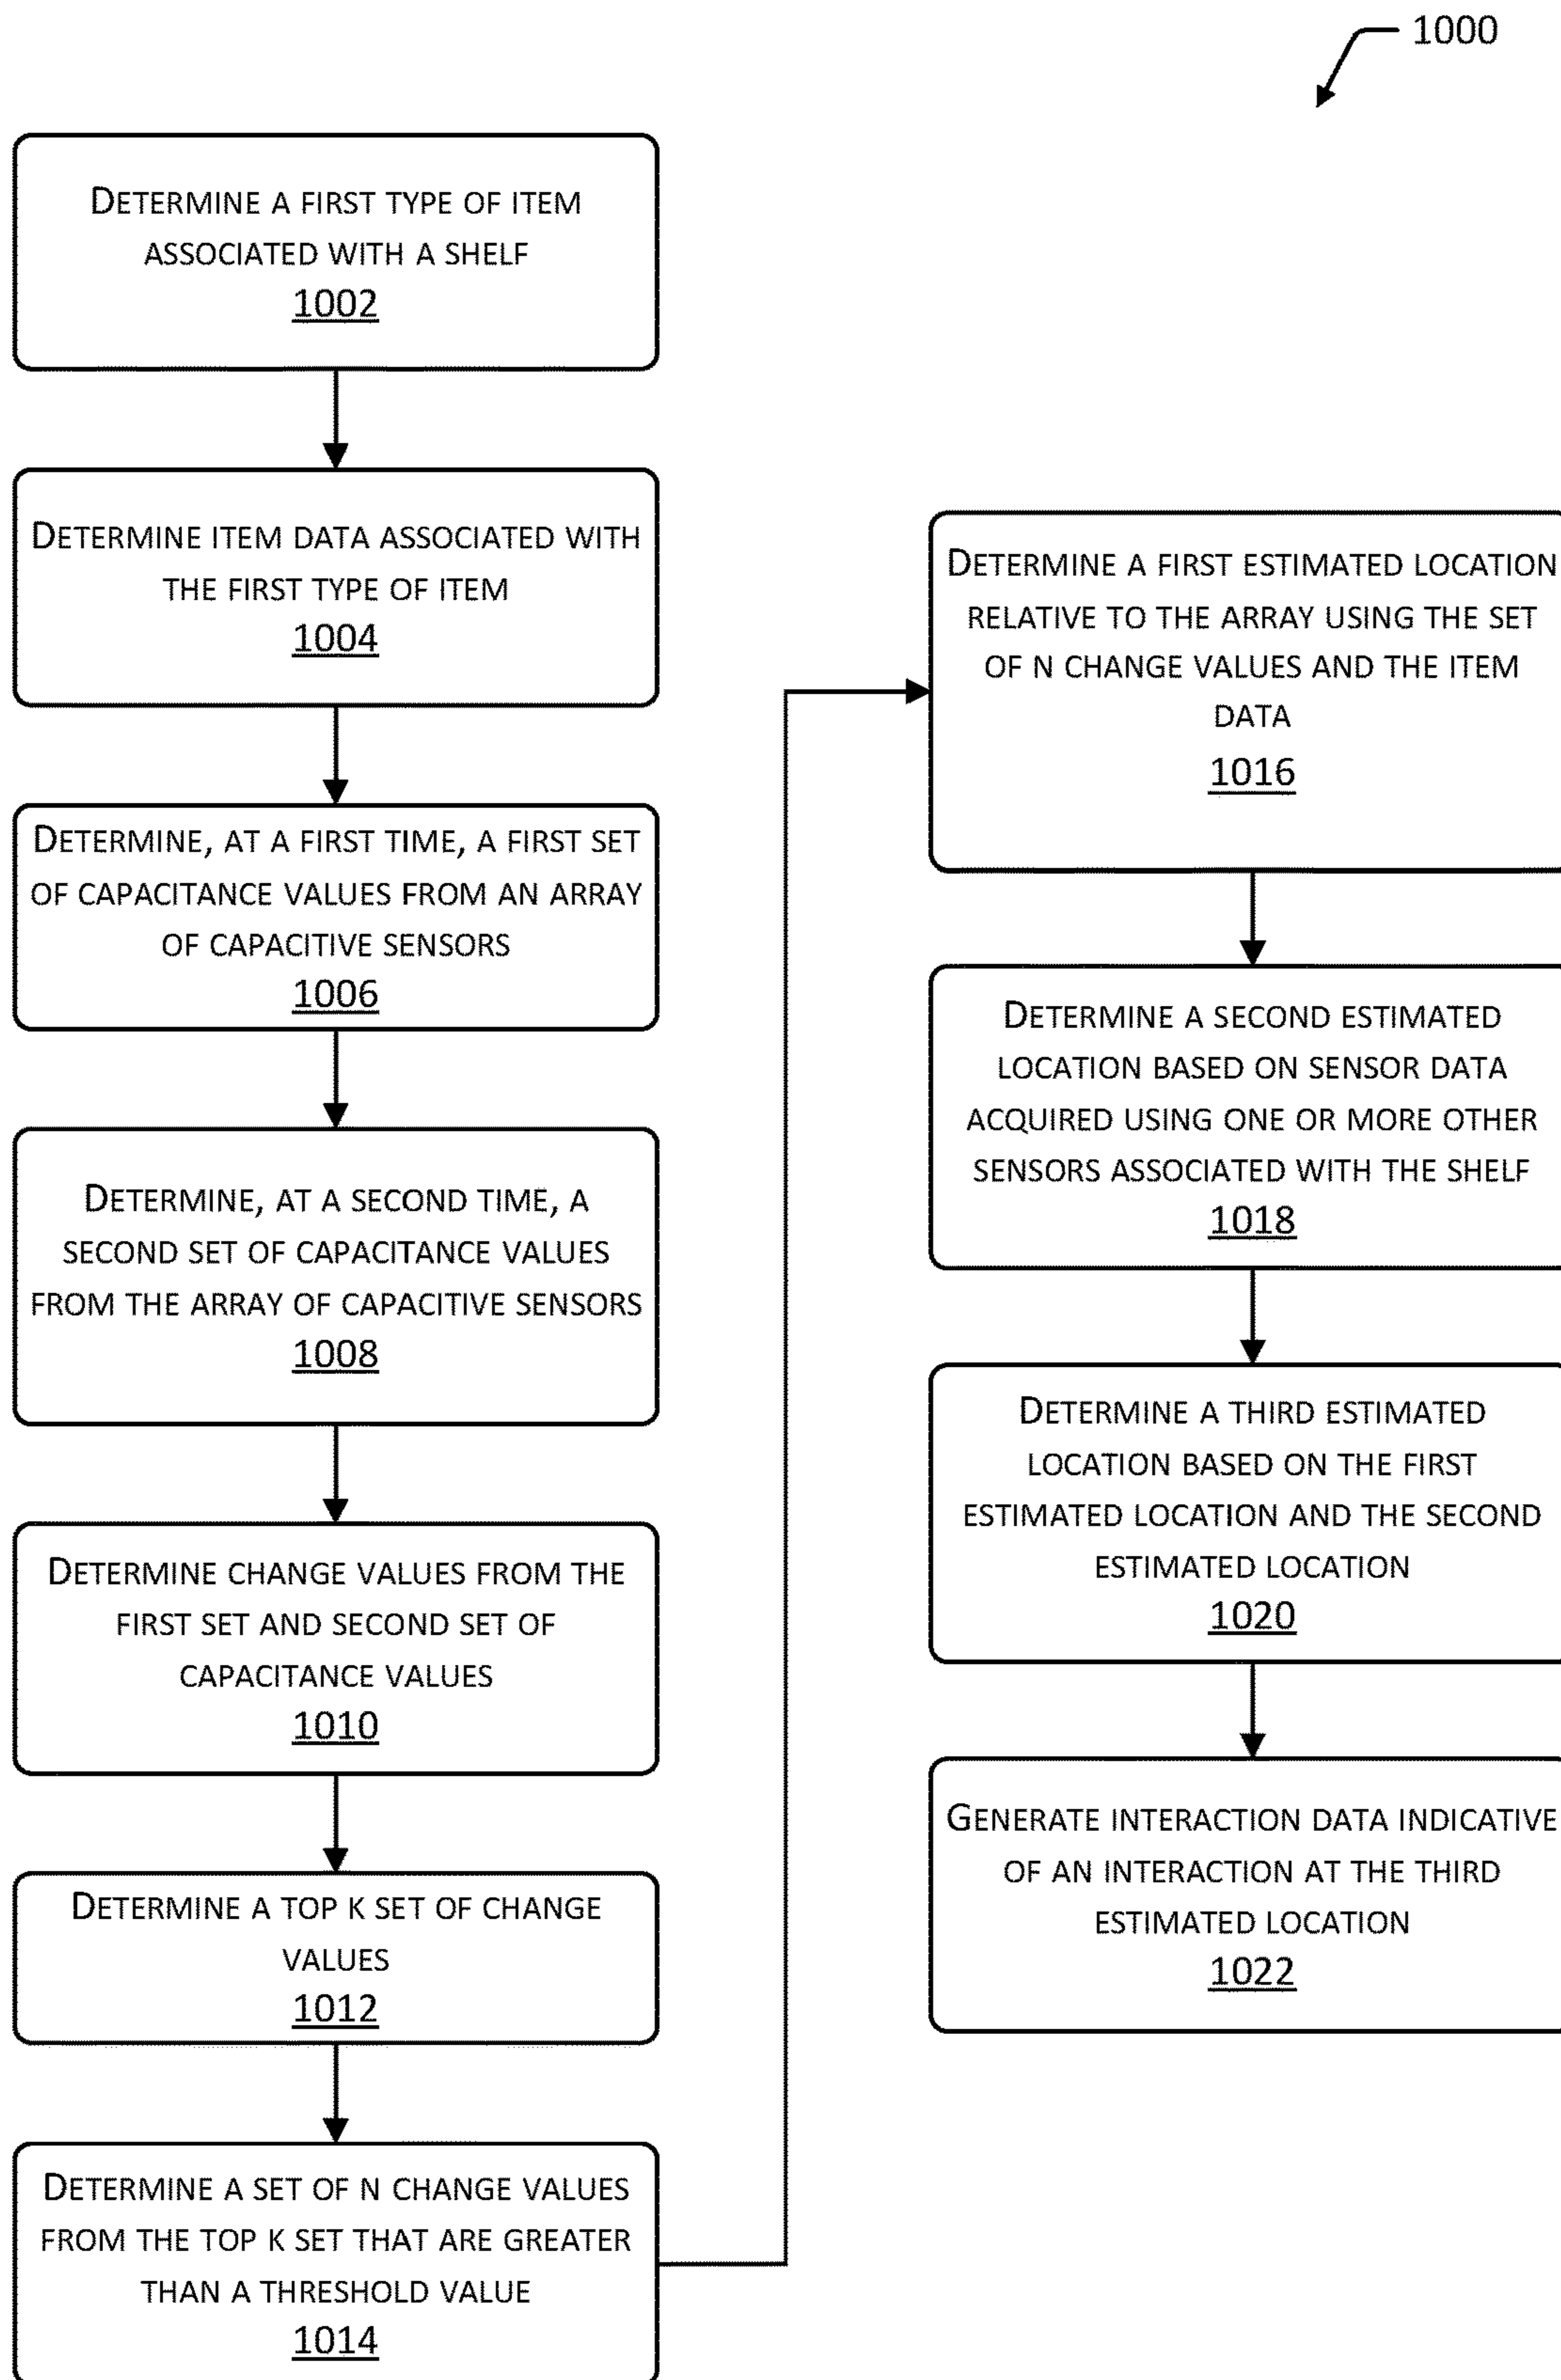 1000
DETERMINE A FIRST TYPE OF ITEM
ASSOCIATED WITH A SHELF
1002
DETERMINE ITEM DATA ASSOCIATED WITH
THE FIRST TYPE OF ITEM
1004
DETERMINE, AT A FIRST TIME, A FIRST SET
OF CAPACITANCE VALUES FROM AN ARRAY
OF CAPACITIVE SENSORS
1006
DETERMINE, AT A SECOND TIME, A
SECOND SET OF CAPACITANCE VALUES
FROM THE ARRAY OF CAPACITIVE SENSORS
1008
DETERMINE CHANGE VALUES FROM THE
FIRST SET AND SECOND SET OF
CAPACITANCE VALUES
1010
DETERMINE A TOP K SET OF CHANGE
VALUES
1012
DETERMINE A SET OF N CHANGE VALUES
FROM THE TOP K SET THAT ARE GREATER
THAN A THRESHOLD VALUE
1014
DETERMINE A FIRST ESTIMATED LOCATION
RELATIVE TO THE ARRAY USING THE SET
OF N CHANGE VALUES AND THE ITEM
DATA
1016
DETERMINE A SECOND ESTIMATED
LOCATION BASED ON SENSOR DATA
ACQUIRED USING ONE OR MORE OTHER
SENSORS ASSOCIATED WITH THE SHELF
1018
DETERMINE A THIRD ESTIMATED
LOCATION BASED ON THE FIRST
ESTIMATED LOCATION AND THE SECOND
ESTIMATED LOCATION
1020
GENERATE INTERACTION DATA INDICATIVE
OF AN INTERACTION AT THE THIRD
ESTIMATED LOCATION
1022